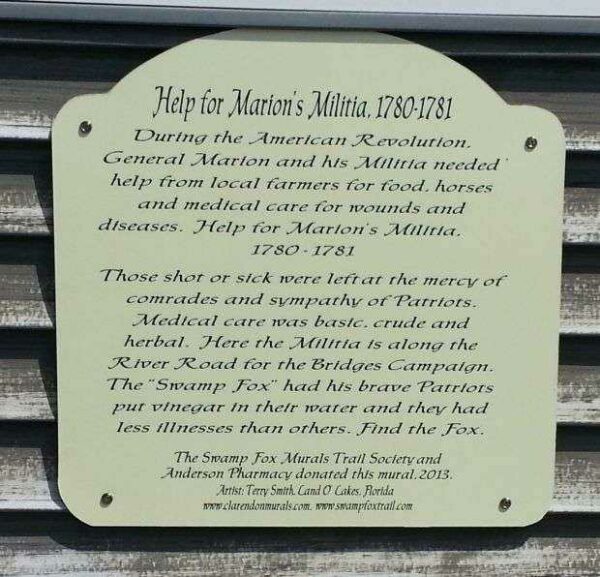 Help for Marion's Militia, 1780-1781
During the American Revolution,
General Marion and his Militia needed
help from local farmers for food, horses
and medical care for wounds and
diseases. Help for Marion's Militia,
1780 - 1781
Those shot or sick were left at the mercy of
comrades and sympathy of Patriots.
Medical care was basic, crude and
herbal. Here the Militia is along the
River Road for the Bridges Campaign.
The "Swamp Fox" had his brave Patriots
put vinegar in their water and they had
less illnesses than others. Find the Fox.
The Swamp Fox Murals Trail Society and
Anderson Pharmacy donated this mural, 2013.
Artist: Terry Smith, Land O' Lakes, Florida
www.clarendonmurals.com, www.swampfoxtrail.com